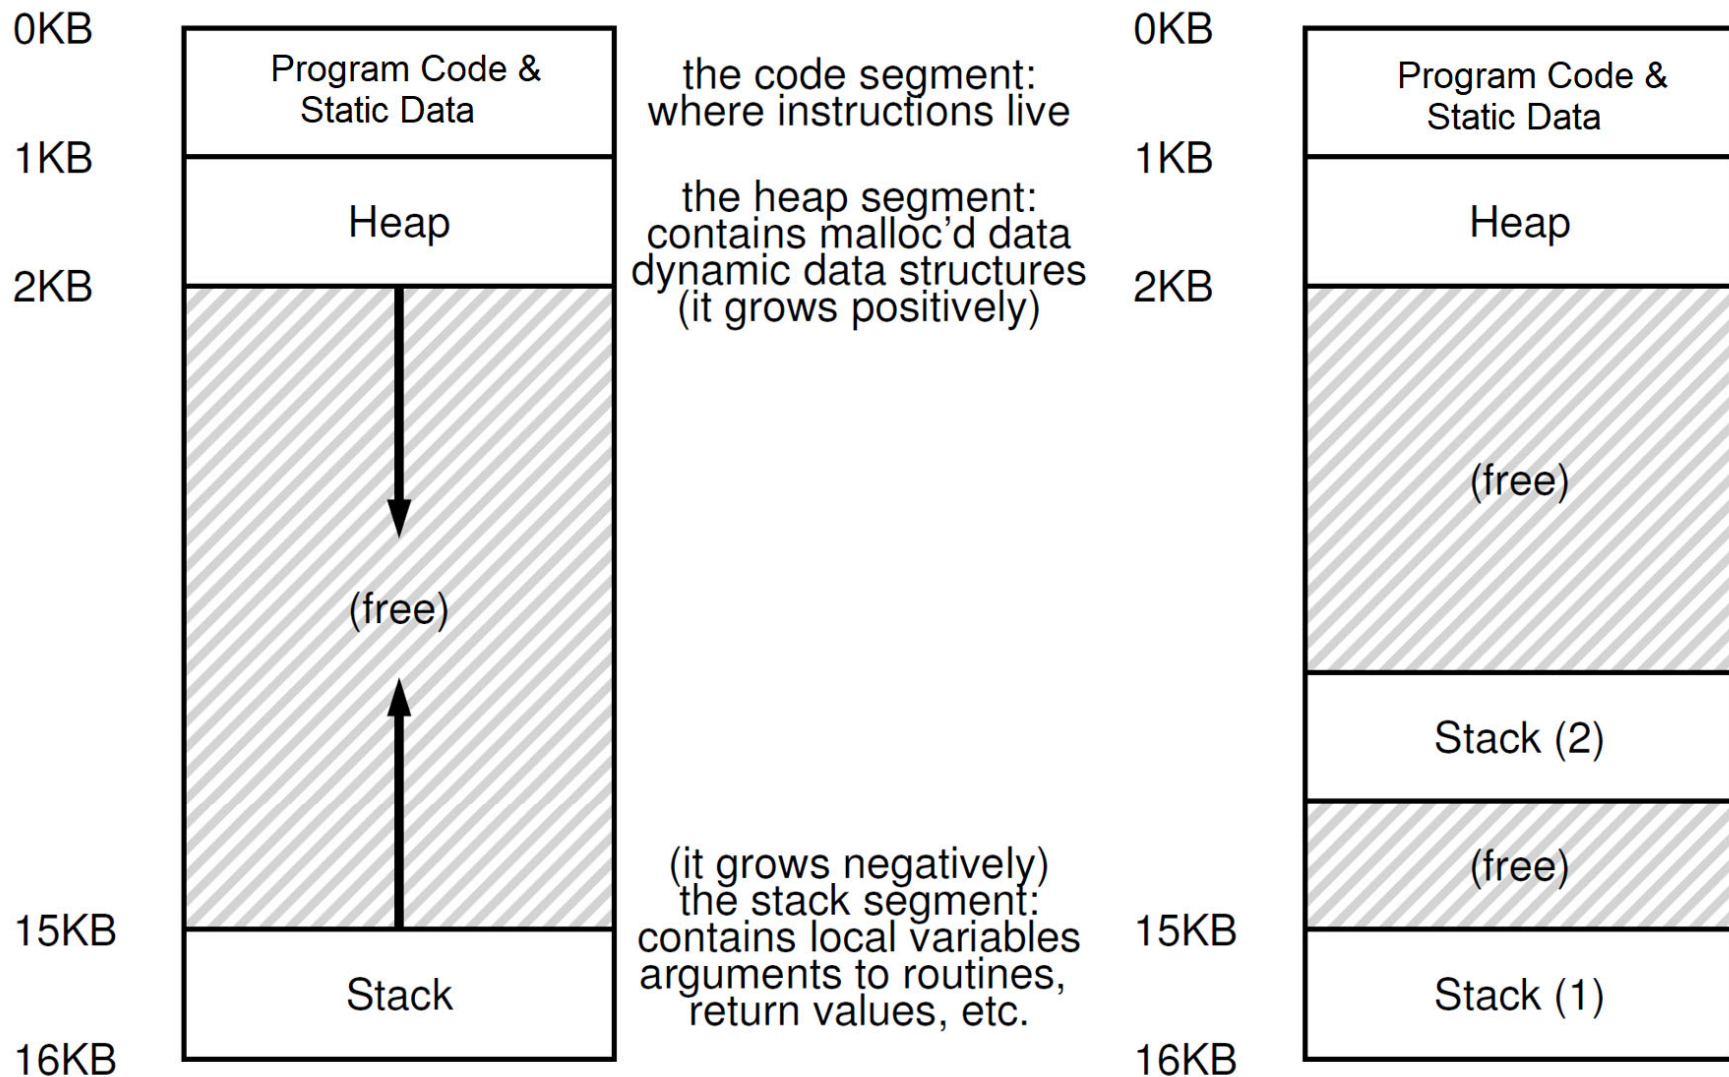 0KB
Program Code &
Static Data
1KB
Heap
2KB
(free)
15KB
Stack
16KB
the code segment:
where instructions live
the heap segment:
contains malloc’d data
dynamic data structures
(it grows positively)
(it grows negatively)
the stack segment:
contains local variables
arguments to routines,
return values, etc.
0KB
Program Code &
Static Data
1KB
Heap
2KB
(free)
Stack (2)
(free)
15KB
Stack (1)
16KB